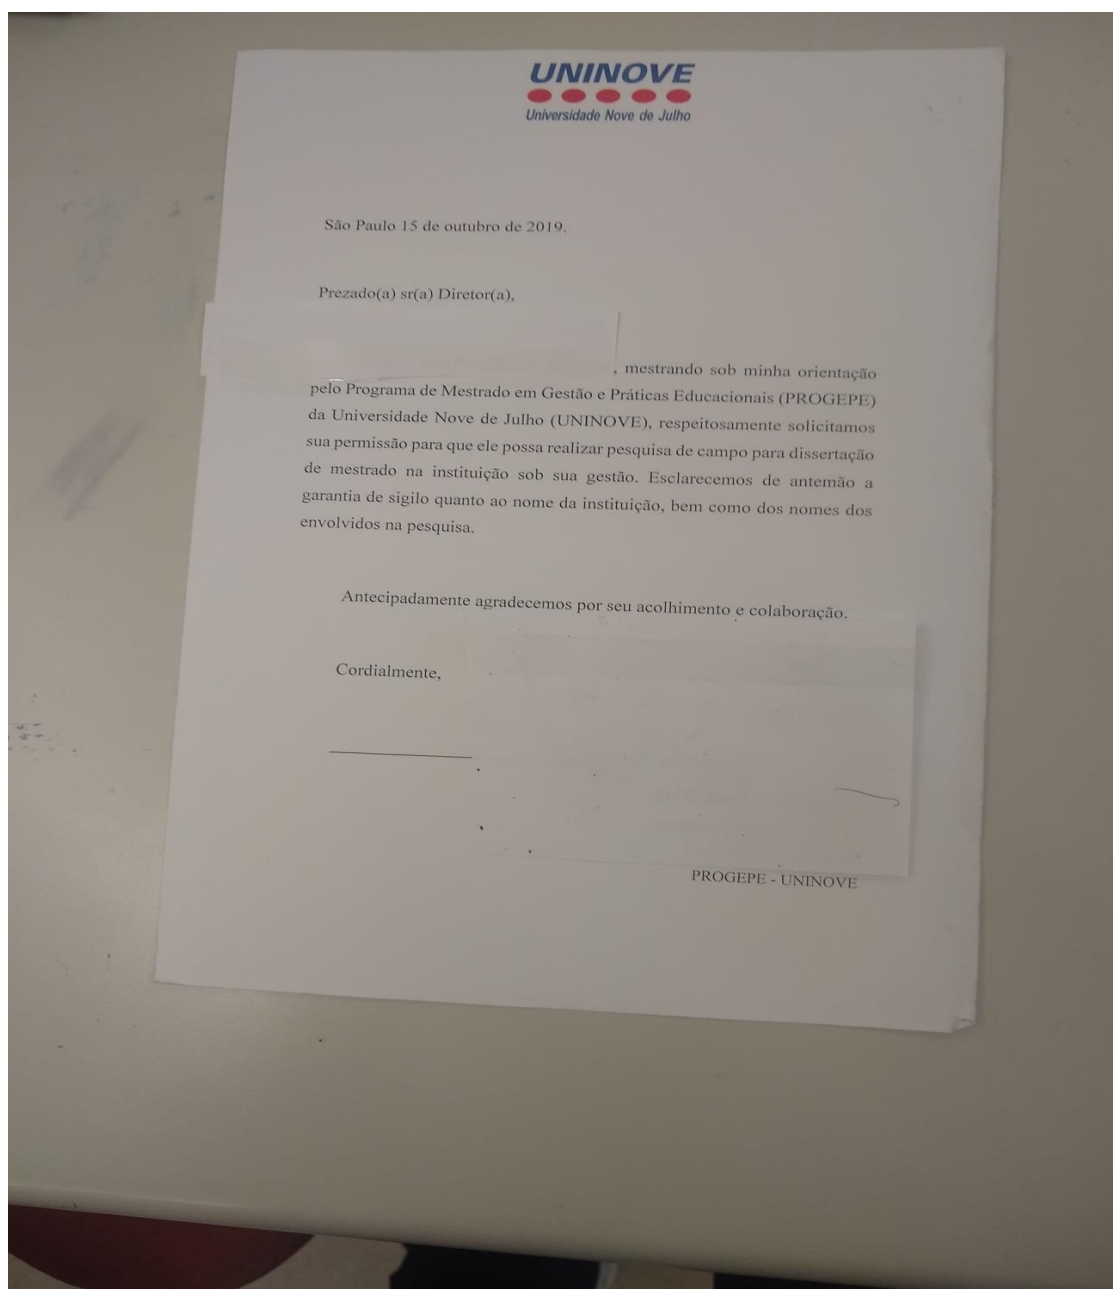 UNINOVE
Universidade Nove de Julho
São Paulo 15 de outubro de 2019.
Prezado(a) sr(a) Diretor(a),
, mestrando sob minha orientação
pelo Programa de Mestrado em Gestão e Práticas Educacionais (PROGEPE)
da Universidade Nove de Julho (UNINOVE), respeitosamente solicitamos
sua permissão para que ele possa realizar pesquisa de campo para dissertação
de mestrado na instituição sob sua gestão. Esclarecemos de antemão a
garantia de sigilo quanto ao nome da instituição, bem como dos nomes dos
envolvidos na pesquisa.
Antecipadamente agradecemos por seu acolhimento e colaboração.
Cordialmente,
PROGEPE - UNINOVE